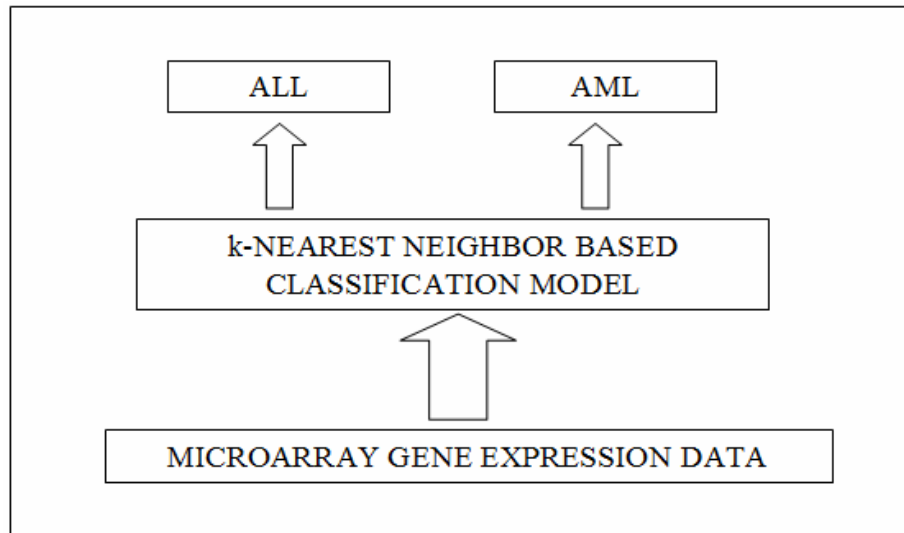 ALL
AML
k-NEAREST NEIGHBOR BASED
CLASSIFICATION MODEL
MICROARRAY GENE EXPRESSION DATA